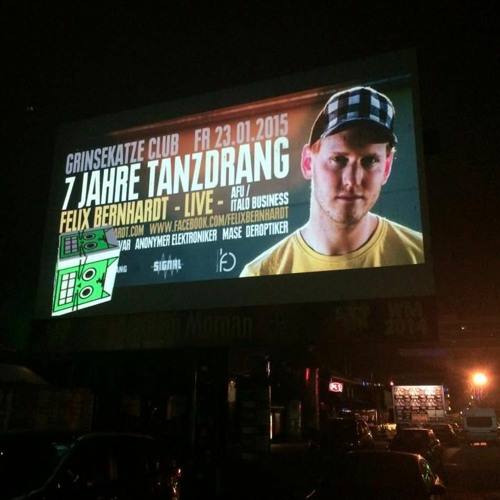 GRINSEKATZE CLUB FR 23.01.2015
7 JAHRE TANZDRANG
FELIX BERNHARDT - LIVE - AFU / ITALO BUSINESS
WWW.FACEBOOK.COM/FELIXBERNHARDT
ANONYMER ELEKTRONIKER MASE DEROPTIKER
SIGNAL